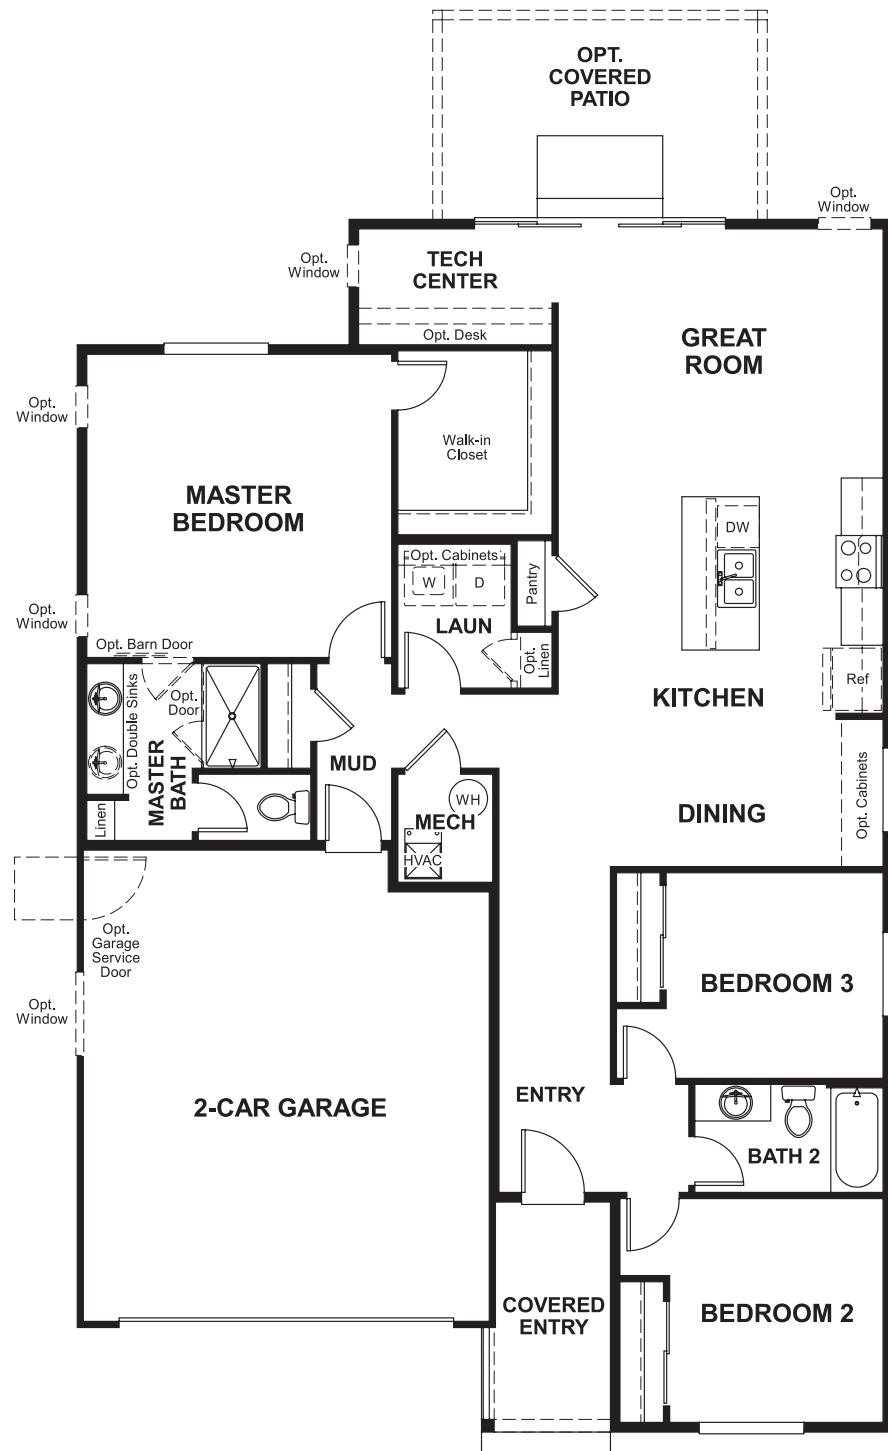 OPT.
COVERED
PATIO
Opt.
Window
Opt.
Window
TECH
CENTER
Opt. Desk
GREAT
ROOM
Opt.
Window
Walk-in
Closet
MASTER
BEDROOM
DW
Opt. Cabinets
W
D
Pantry
Opt.
Window
LAUN
Opt. Barn Door
Opt.
Linen
Ref
Opt.
Door
Opt. Double Sinks
KITCHEN
MUD
MASTER
BATH
Linen
WH
MECH
HVAC
DINING
Opt. Cabinets
Opt.
Garage
Service
Door
Opt.
Window
BEDROOM 3
2-CAR GARAGE
ENTRY
BATH 2
COVERED
ENTRY
BEDROOM 2